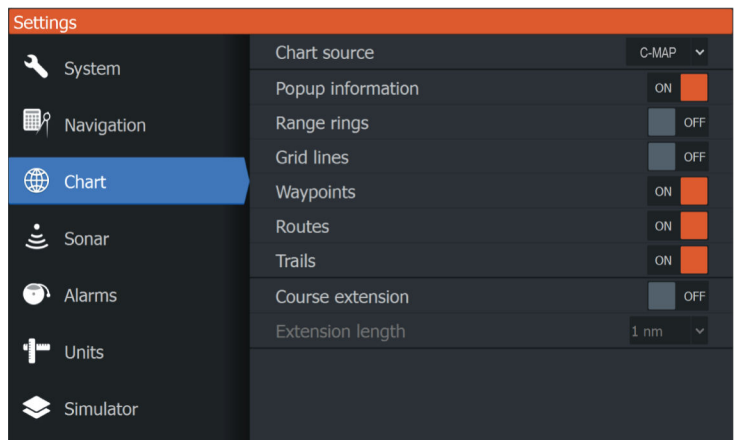 Settings
System
Navigation
Chart
Sonar
Alarms
Units
Simulator
Chart source C-MAP
Popup information ON
Range rings OFF
Grid lines OFF
Waypoints ON
Routes ON
Trails ON
Course extension OFF
Extension length 1 nm